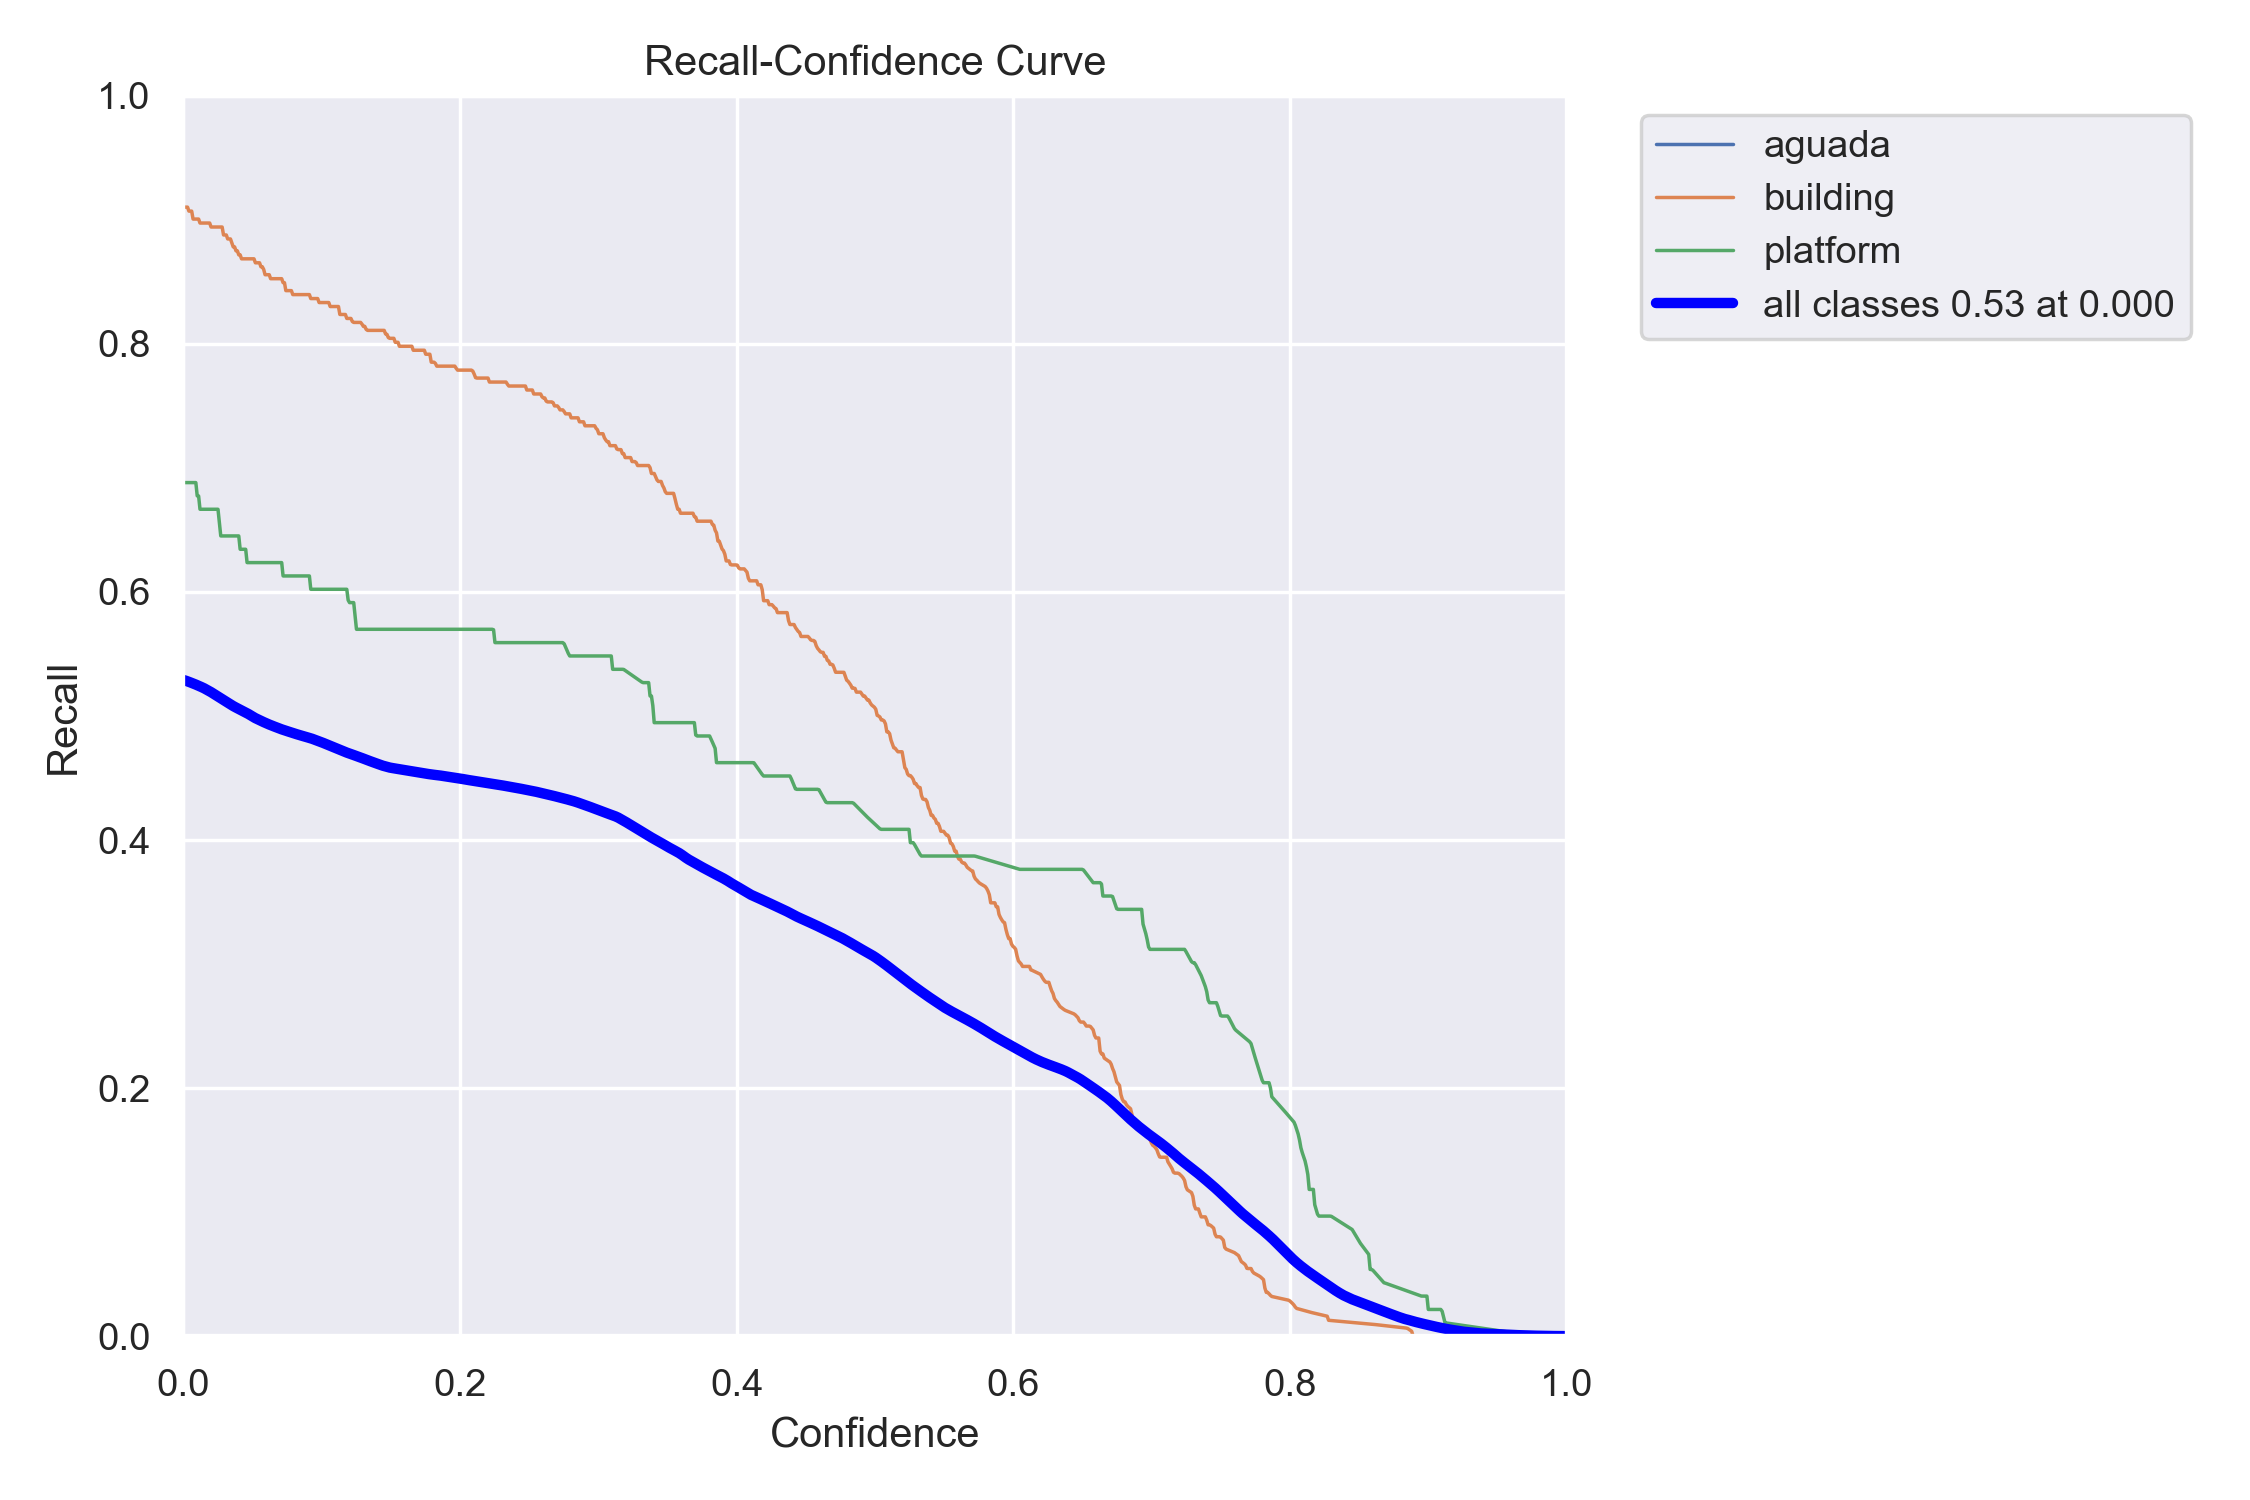 Recall-Confidence Curve
1.0
0.8
0.6
0.4
0.2
0.0
Recall
0.0 0.2 0.4 0.6 0.8 1.0
Confidence
aguada
building
platform
all classes 0.53 at 0.000